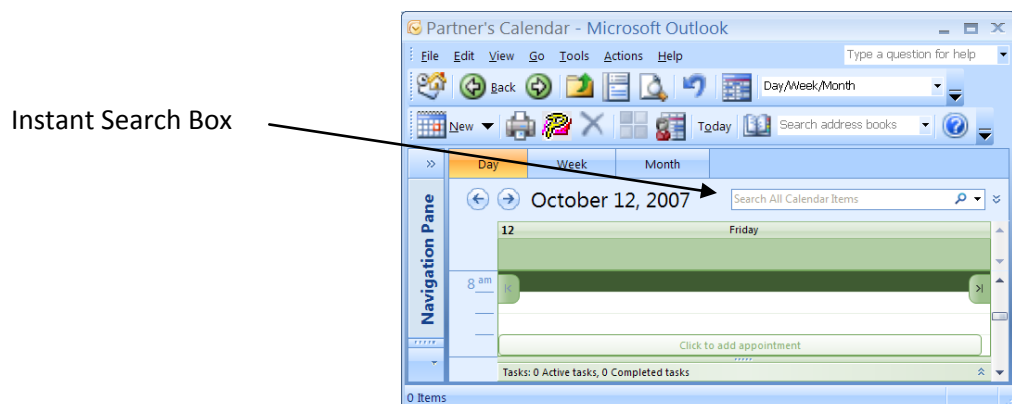 Partner's Calendar - Microsoft Outlook
File Edit View Go Tools Actions Help Type a question for help
Back Day/Week/Month
Instant Search Box
New Today Search address books
Day Week Month
October 12, 2007 Search All Calendar Items
Navigation Pane
12 Friday
8 am
Click to add appointment
Tasks: 0 Active tasks, 0 Completed tasks
0 Items